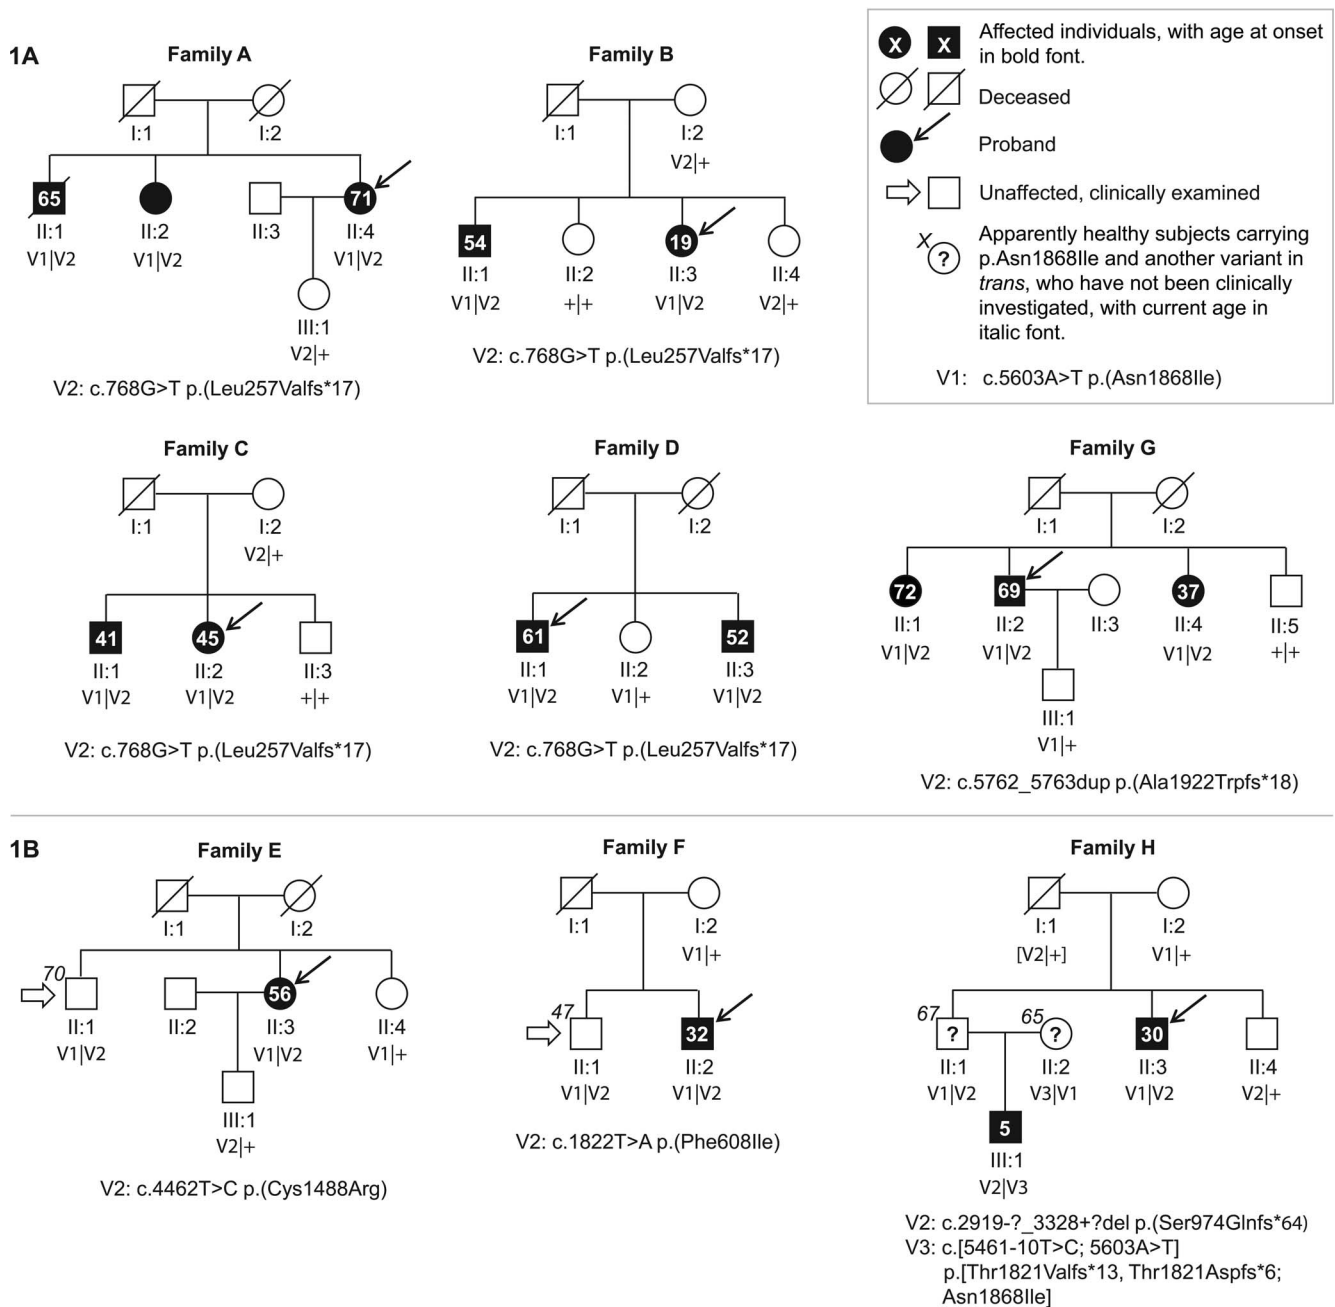 1A
Family A
I:1 I:2
65 71
II:1 II:2 II:3 II:4
V1|V2 V1|V2 V1|V2
III:1
V2|+
V2: c.768G>T p.(Leu257Valfs*17)
Family B
I:1 I:2
V2|+
54 19
II:1 II:2 II:3 II:4
V1|V2 +|+ V1|V2 V2|+
V2: c.768G>T p.(Leu257Valfs*17)
X X Affected individuals, with age at onset
in bold font.
Deceased
Proband
Unaffected, clinically examined
X ? Apparently healthy subjects carrying
p.Asn1868Ile and another variant in
trans, who have not been clinically
investigated, with current age in
italic font.
V1: c.5603A>T p.(Asn1868Ile)
Family C
I:1 I:2
V2|+
41 45
II:1 II:2 II:3
V1|V2 V1|V2 +|+
V2: c.768G>T p.(Leu257Valfs*17)
Family D
I:1 I:2
61 52
II:1 II:2 II:3
V1|V2 V1|+ V1|V2
V2: c.768G>T p.(Leu257Valfs*17)
Family G
I:1 I:2
72 69 37
II:1 II:2 II:3 II:4 II:5
V1|V2 V1|V2 V1|V2 +|+
III:1
V1|+
V2: c.5762_5763dup p.(Ala1922Trpfs*18)
1B
Family E
I:1 I:2
70 56
II:1 II:2 II:3 II:4
V1|V2 V1|V2 V1|+
III:1
V2|+
V2: c.4462T>C p.(Cys1488Arg)
Family F
I:1 I:2
V1|+
47 32
II:1 II:2
V1|V2 V1|V2
V2: c.1822T>A p.(Phe608Ile)
Family H
I:1 I:2
[V2|+] V1|+
67 ? 65 ? 30
II:1 II:2 II:3 II:4
V1|V2 V3|V1 V1|V2 V2|+
5
III:1
V2|V3
V2: c.2919-?_3328+?del p.(Ser974Glnfs*64)
V3: c.[5461-10T>C; 5603A>T]
p.[Thr1821Valfs*13, Thr1821Aspfs*6;
Asn1868Ile]